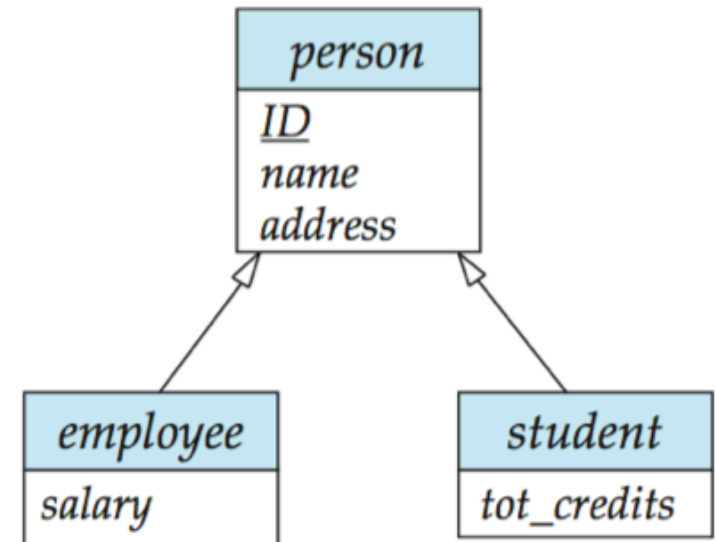 person
ID
name
address
employee
salary
student
tot_credits